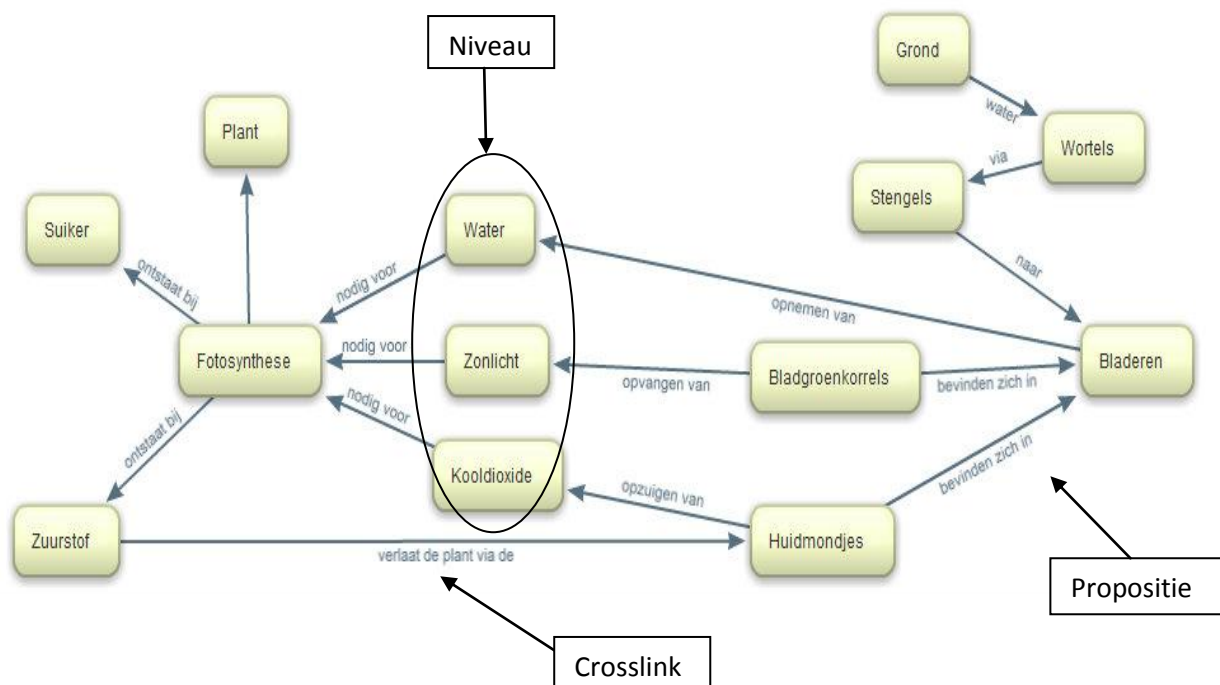 Niveau
Grond
water
Plant
Wortels
via
Stengels
Suiker
Water
naar
ontstaat bij
nodig voor
opnemen van
Fotosynthese
nodig voor
Zonlicht
opvangen van
Bladgroenkorrels
bevinden zich in
Bladeren
nodig voor
ontstaat bij
Kooldioxide
opzuigen van
bevinden zich in
Zuurstof
verlaat de plant via de
Huidmondjes
Propositie
Crosslink